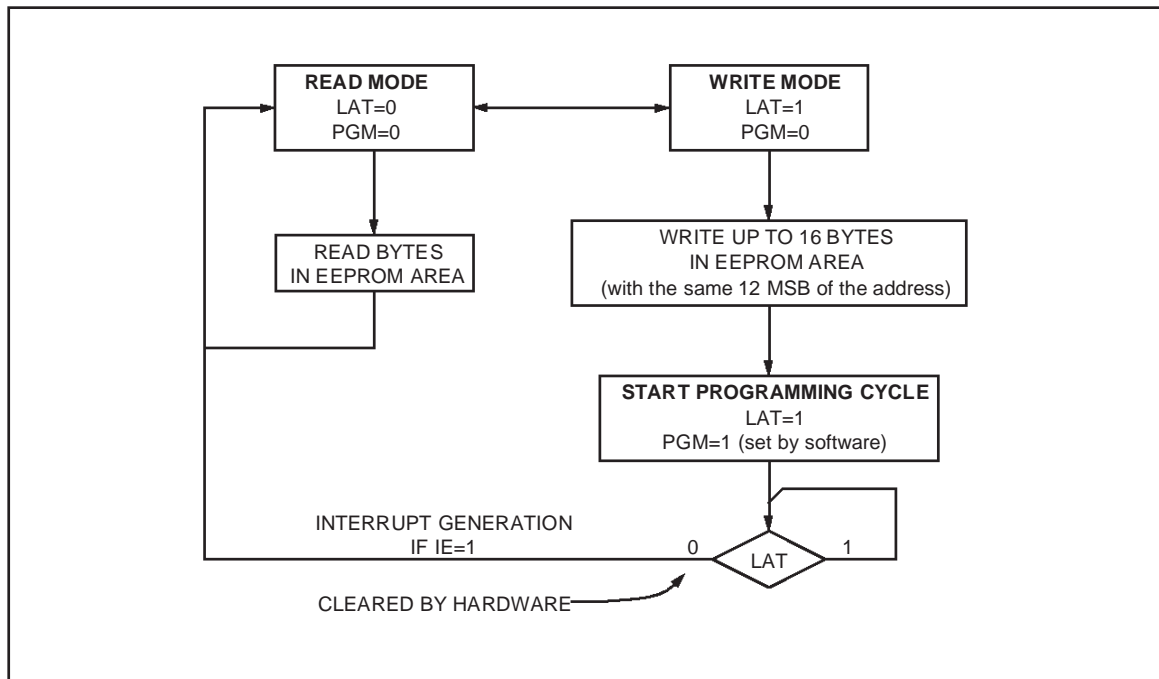 READ MODE
LAT=0
PGM=0
WRITE MODE
LAT=1
PGM=0
READ BYTES
IN EEPROM AREA
WRITE UP TO 16 BYTES
IN EEPROM AREA
(with the same 12 MSB of the address)
START PROGRAMMING CYCLE
LAT=1
PGM=1 (set by software)
INTERRUPT GENERATION
IF IE=1
0
LAT
1
CLEARED BY HARDWARE